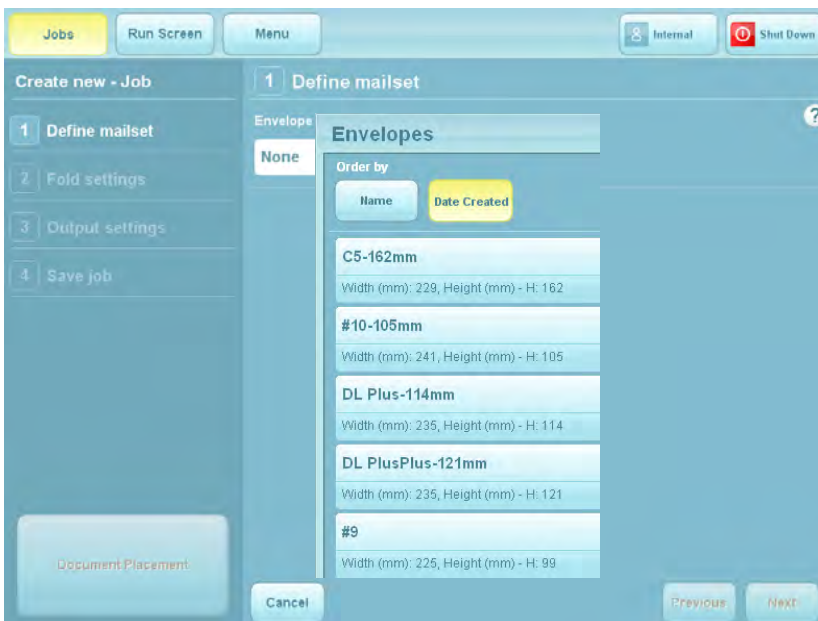 Jobs
Run Screen
Menu
Internal
Shut Down
Create new - Job
1 Define mailset
2 Fold settings
3 Output settings
4 Save job
Document Placement
1 Define mailset
?
Envelope
None
Envelopes
Order by
Name
Date Created
C5-162mm
Width (mm): 229, Height (mm) - H: 162
#10-105mm
Width (mm): 241, Height (mm) - H: 105
DL Plus-114mm
Width (mm): 235, Height (mm) - H: 114
DL PlusPlus-121mm
Width (mm): 235, Height (mm) - H: 121
#9
Width (mm): 225, Height (mm) - H: 99
Cancel
Previous
Next